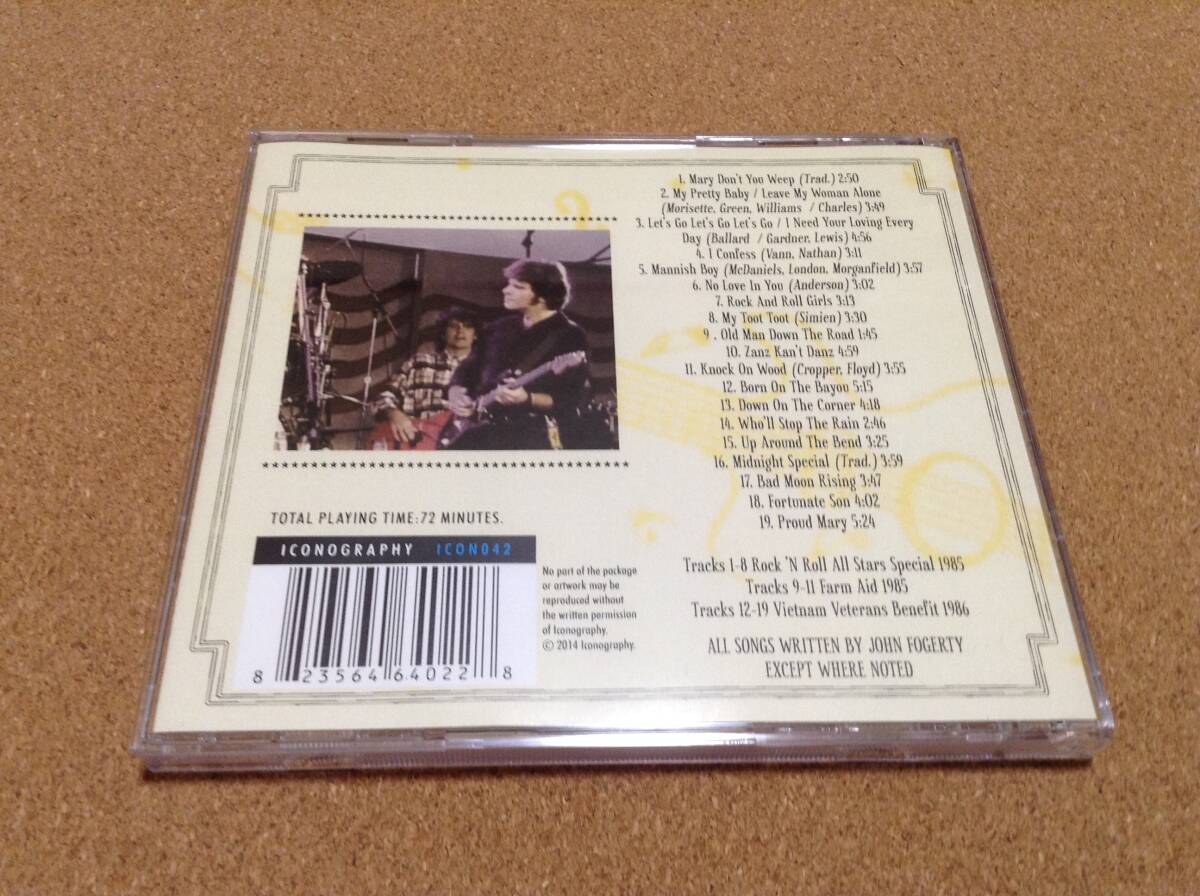 1. Mary Don't You Weep (Trad.) 2:50
2. My Pretty Baby / Leave My Woman Alone
(Morisette, Green, Williams / Charles) 3:49
3. Let's Go Let's Go Let's Go / I Need Your Loving Every
Day (Ballard / Gardner, Lewis) 4:56
4. I Confess (Vann, Nathan) 3:11
5. Mannish Boy (McDaniels, London, Morganfield) 3:57
6. No Love In You (Anderson) 3:02
7. Rock And Roll Girls 3:13
8. My Toot Toot (Simien) 3:30
9 . Old Man Down The Road 1:45
10. Zanz Kan't Danz 4:59
11. Knock On Wood (Cropper, Floyd) 3:55
12. Born On The Bayou 5:15
13. Down On The Corner 4:18
14. Who'll Stop The Rain 2:46
15. Up Around The Bend 3:25
16. Midnight Special (Trad.) 3:59
17. Bad Moon Rising 3:47
18. Fortunate Son 4:02
19. Proud Mary 5:24
Tracks 1-8 Rock 'N Roll All Stars Special 1985
Tracks 9-11 Farm Aid 1985
Tracks 12-19 Vietnam Veterans Benefit 1986
ALL SONGS WRITTEN BY JOHN FOGERTY
EXCEPT WHERE NOTED
TOTAL PLAYING TIME:72 MINUTES.
ICONOGRAPHY ICON042
8 23564 64022 8
No part of the package
or artwork may be
reproduced without
the written permission
of Iconography.
© 2014 Iconography.